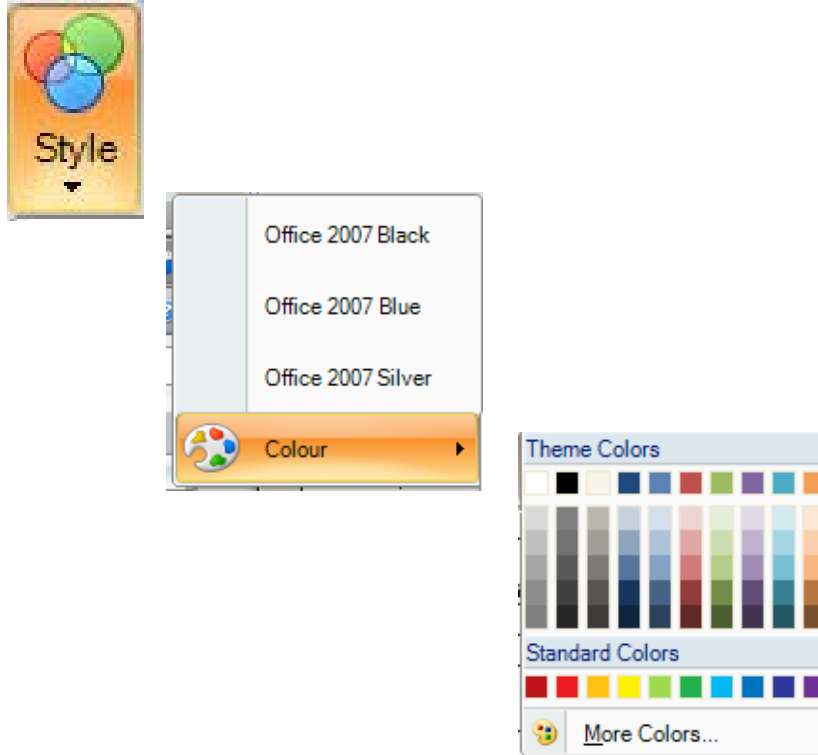 Style
Office 2007 Black
Office 2007 Blue
Office 2007 Silver
Colour
Theme Colors
Standard Colors
More Colors...